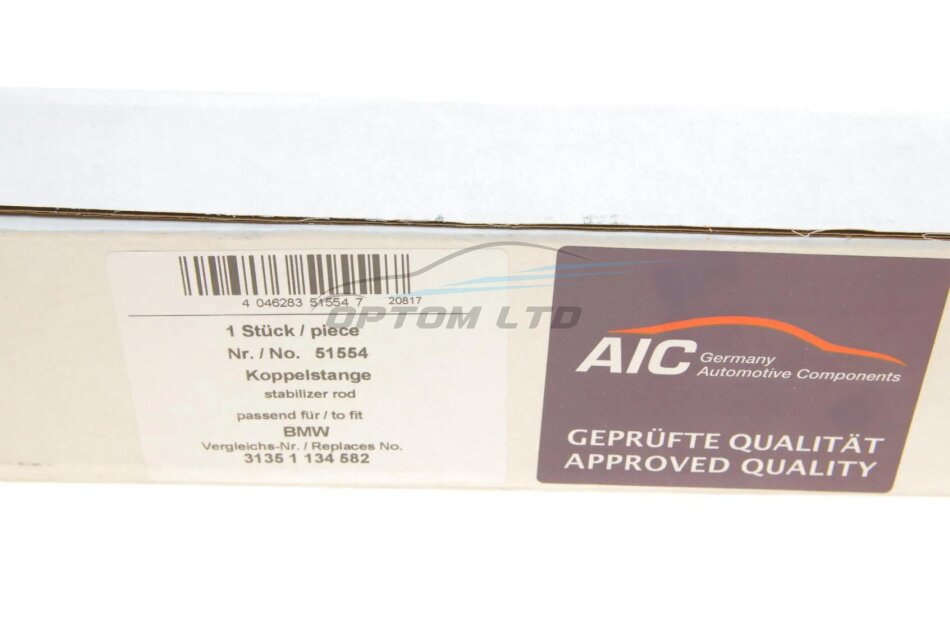 4 046283 51554 7 20817
OPTOM LTD
1 Stück / piece
Nr. / No. 51554
Koppelstange
stabilizer rod
passend für / to fit
BMW
Vergleichs-Nr. / Replaces No.
3135 1 134 582
AIC Germany
Automotive Components
GEPRÜFTE QUALITÄT
APPROVED QUALITY